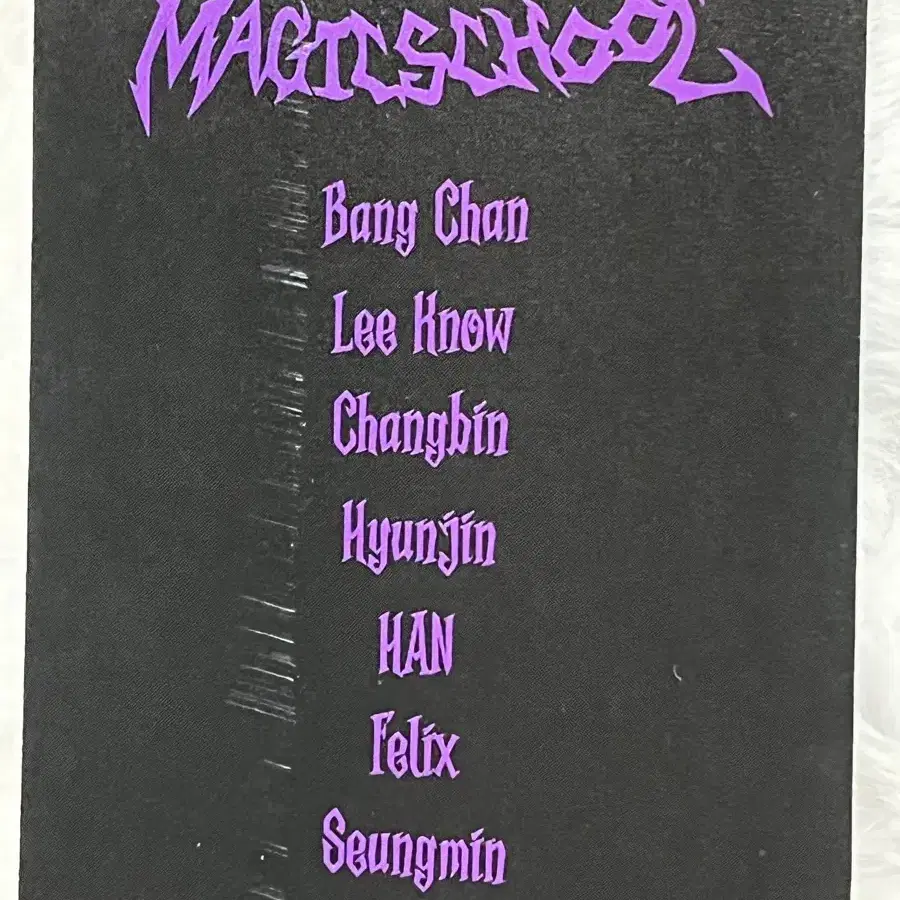 MAGICSCHOOL
Bang Chan
Lee Know
Changbin
Hyunjin
HAN
Felix
Seungmin